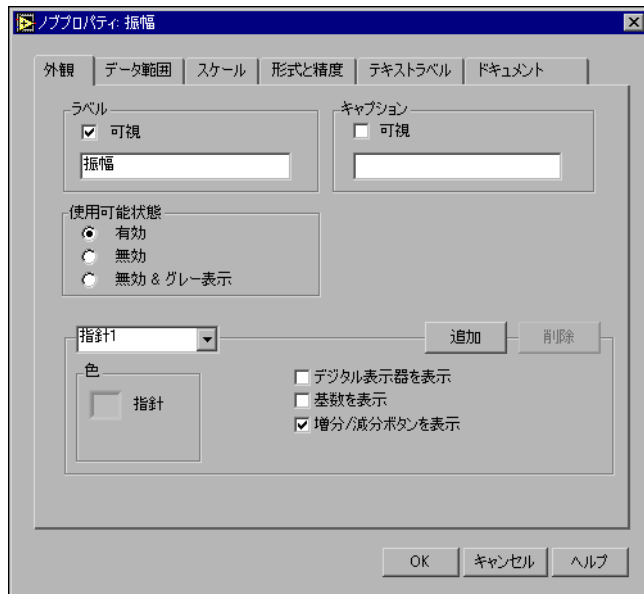 ノブプロパティ: 振幅
外観 データ範囲 スケール 形式と精度 テキストラベル ドキュメント
ラベル キャプション
可視 可視
振幅
使用可能状態
有効
無効
無効 & グレー表示
指針1 追加 削除
色
指針
デジタル表示器を表示
基数を表示
増分/減分ボタンを表示
OK キャンセル ヘルプ